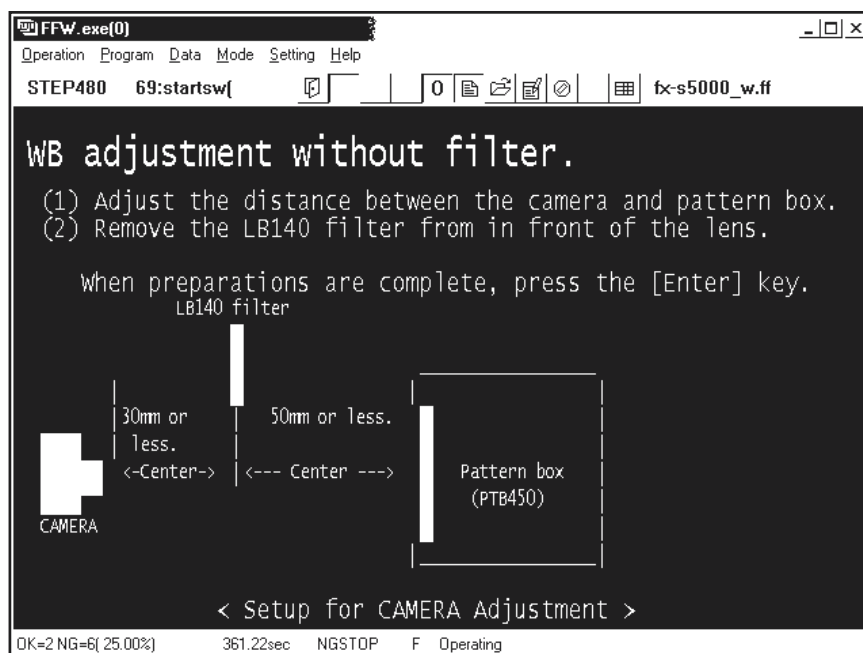 FFW.exe(0)
Operation Program Data Mode Setting Help
STEP480 69:startsw( 0 fx-s5000_w.ff
WB adjustment without filter.
(1) Adjust the distance between the camera and pattern box.
(2) Remove the LB140 filter from in front of the lens.
When preparations are complete, press the [Enter] key.
LB140 filter
30mm or 50mm or less.
less.
<-Center-> <--- Center --->
Pattern box
(PTB450)
CAMERA
< Setup for CAMERA Adjustment >
OK=2 NG=6( 25.00%) 361.22sec NGSTOP F Operating